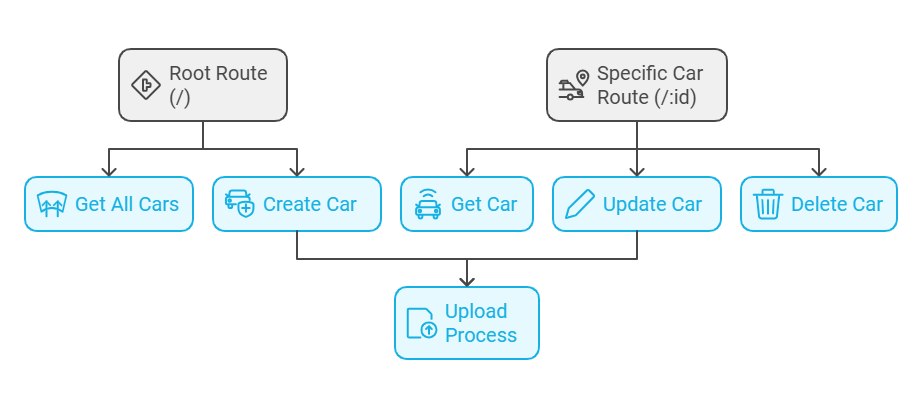 Root Route
(/)
Specific Car
Route (/:id)
Get All Cars
Create Car
Get Car
Update Car
Delete Car
Upload
Process